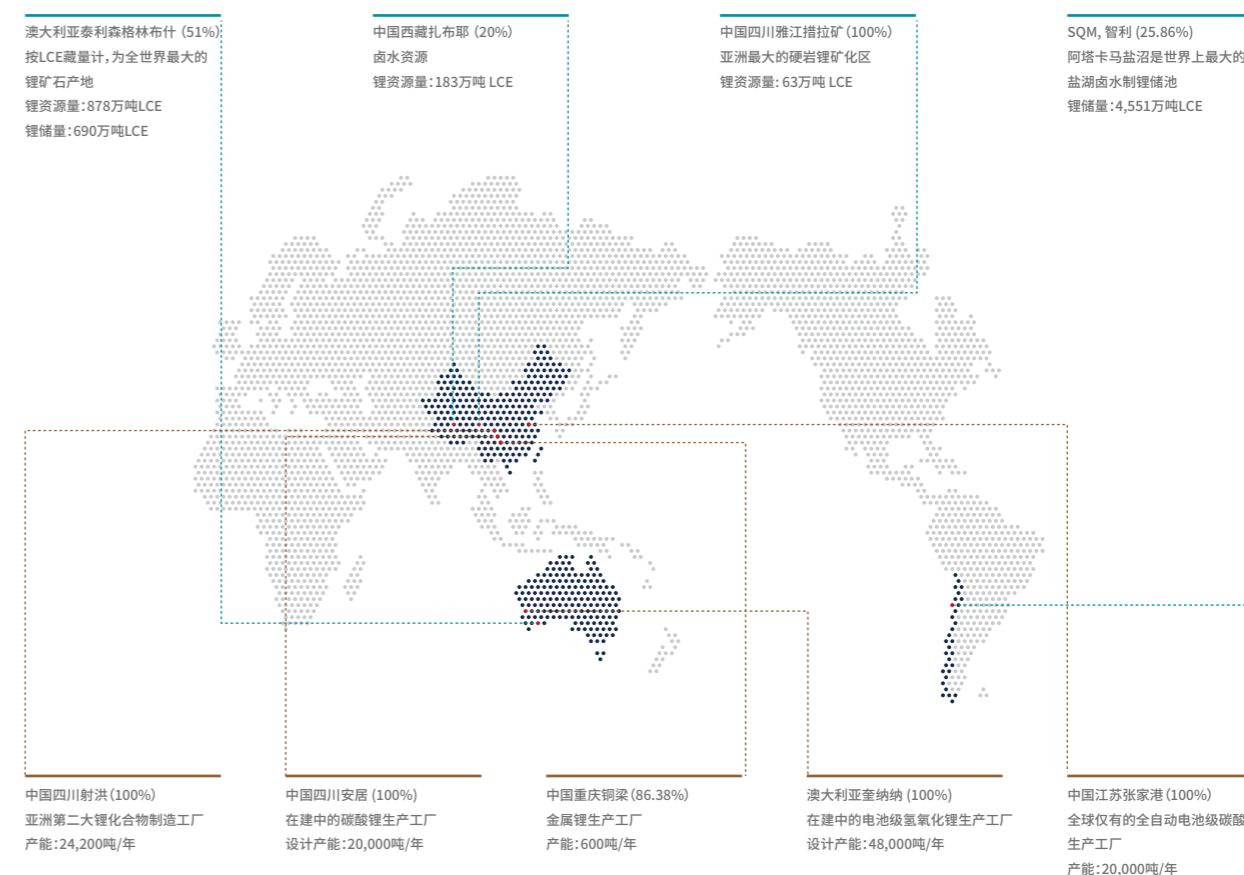 澳大利亚泰利森格林布什 (51%)
按LCE藏量计，为全世界最大的
锂矿石产地
锂资源量：878万吨LCE
锂储量：690万吨LCE
中国西藏扎布耶 (20%)
卤水资源
锂资源量：183万吨 LCE
中国四川雅江措拉矿 (100%)
亚洲最大的硬岩锂矿化区
锂资源量：63万吨 LCE
SQM, 智利 (25.86%)
阿塔卡马盐沼是世界上最大的
盐湖卤水制锂储池
锂储量：4,551万吨LCE
中国四川射洪 (100%)
亚洲第二大锂化合物制造工厂
产能：24,200吨/年
中国四川安居 (100%)
在建中的碳酸锂生产工厂
设计产能：20,000吨/年
中国重庆铜梁 (86.38%)
金属锂生产工厂
产能：600吨/年
澳大利亚奎纳纳 (100%)
在建中的电池级氢氧化锂生产工厂
设计产能：48,000吨/年
中国江苏张家港 (100%)
全球仅有的全自动电池级碳酸
生产工厂
产能：20,000吨/年